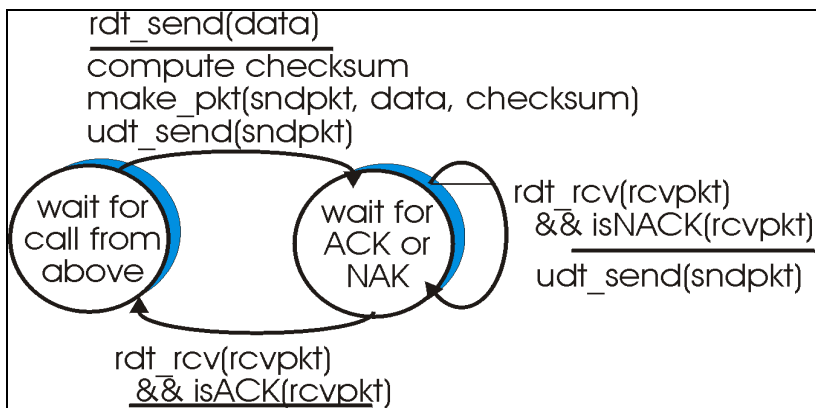 rdt_send(data)
compute checksum
make_pkt(sndpkt, data, checksum)
udt_send(sndpkt)
wait for
call from
above
wait for
ACK or
NAK
rdt_rcv(rcvpkt)
&& isNACK(rcvpkt)
udt_send(sndpkt)
rdt_rcv(rcvpkt)
&& isACK(rcvpkt)